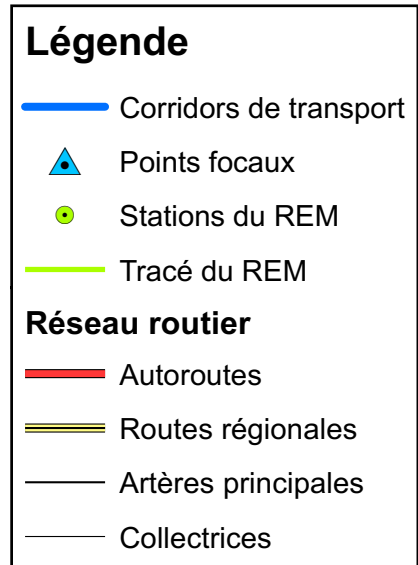 Légende
Corridors de transport
Points focaux
Stations du REM
Tracé du REM
Réseau routier
Autoroutes
Routes régionales
Artères principales
Collectrices